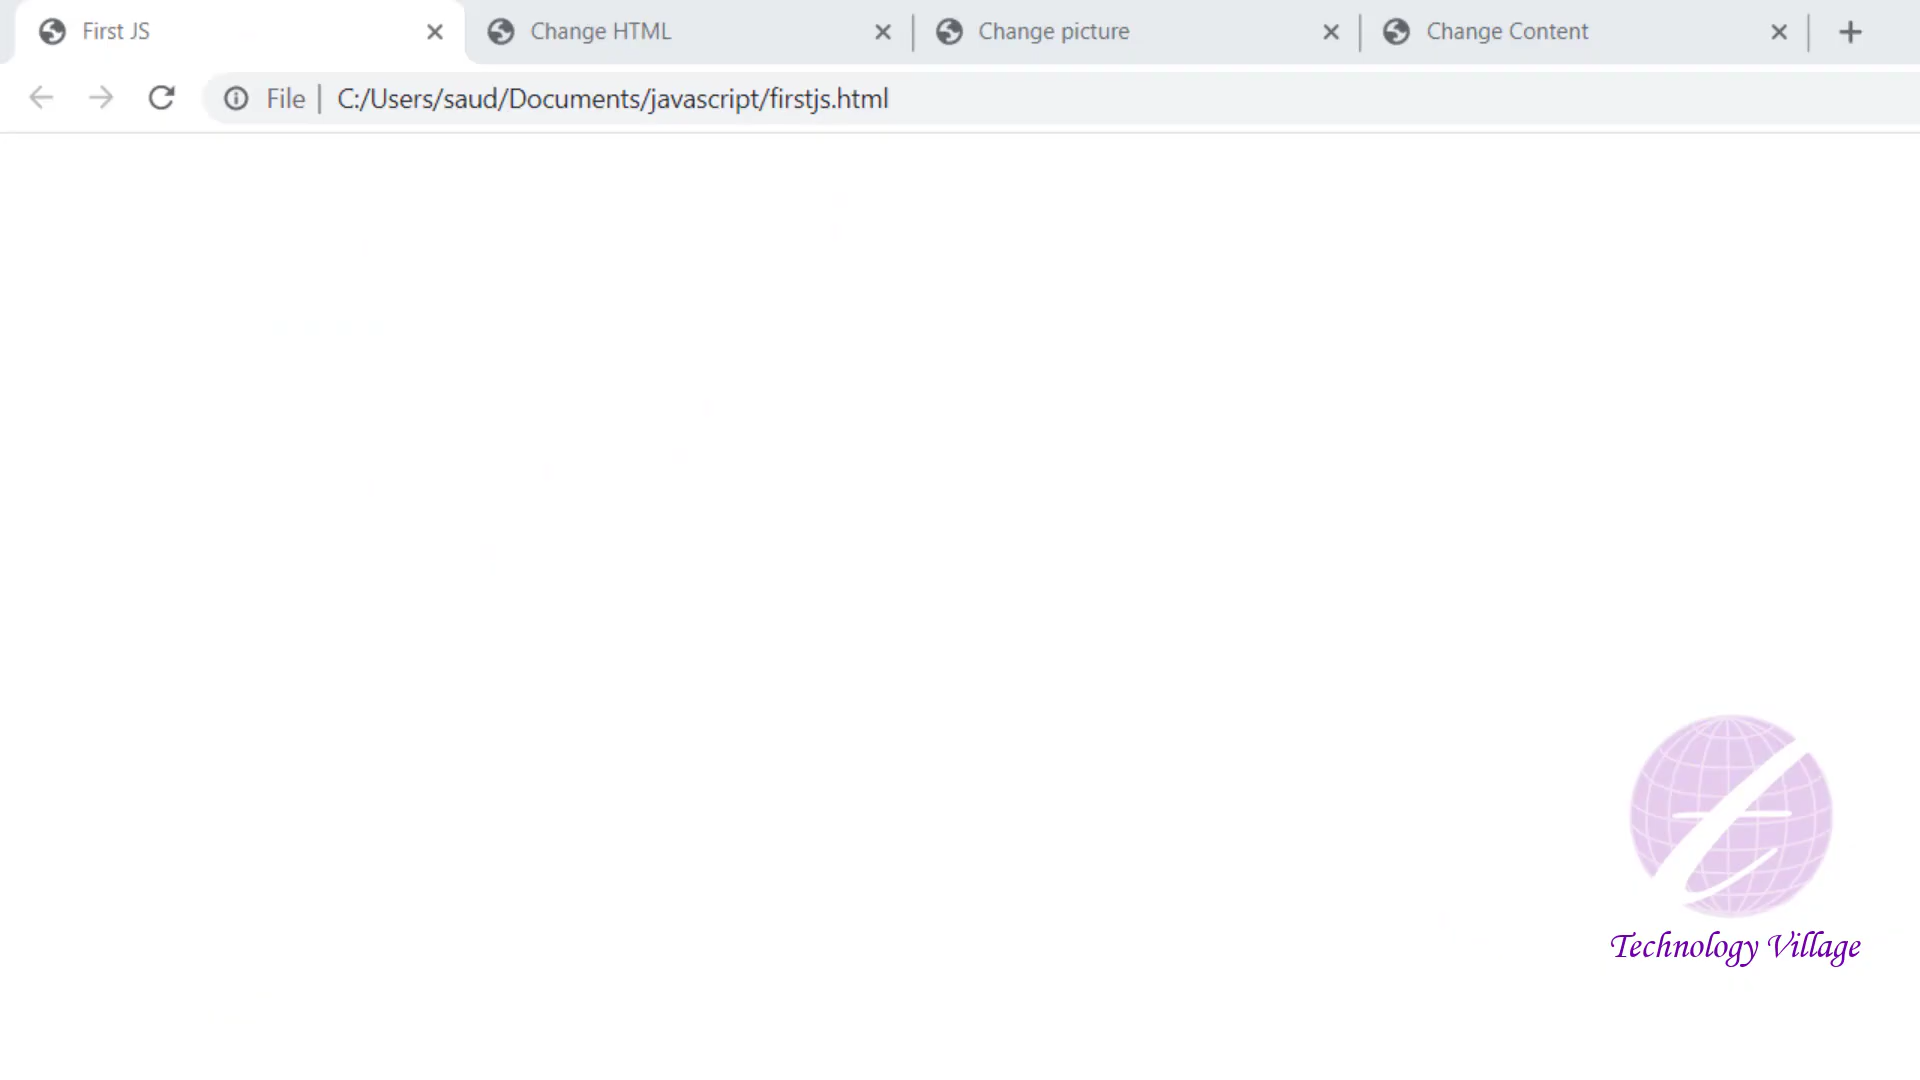 First JS
Change HTML
Change picture
Change Content
File | C:/Users/saud/Documents/javascript/firstjs.html
Technology Village